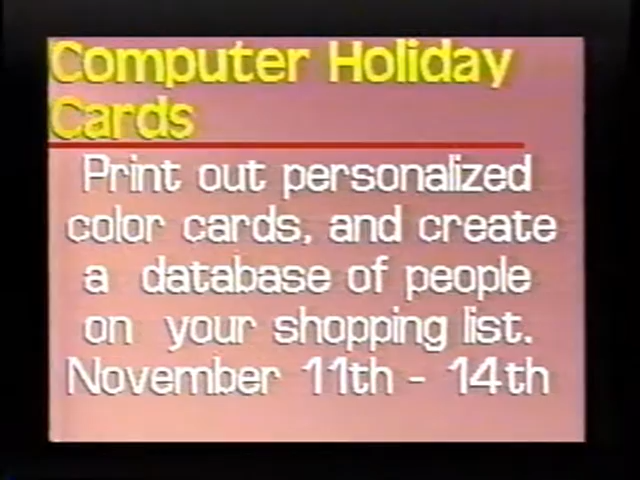 Computer Holiday
Cards
Print out personalized
color cards, and create
a database of people
on your shopping list.
November 11th - 14th